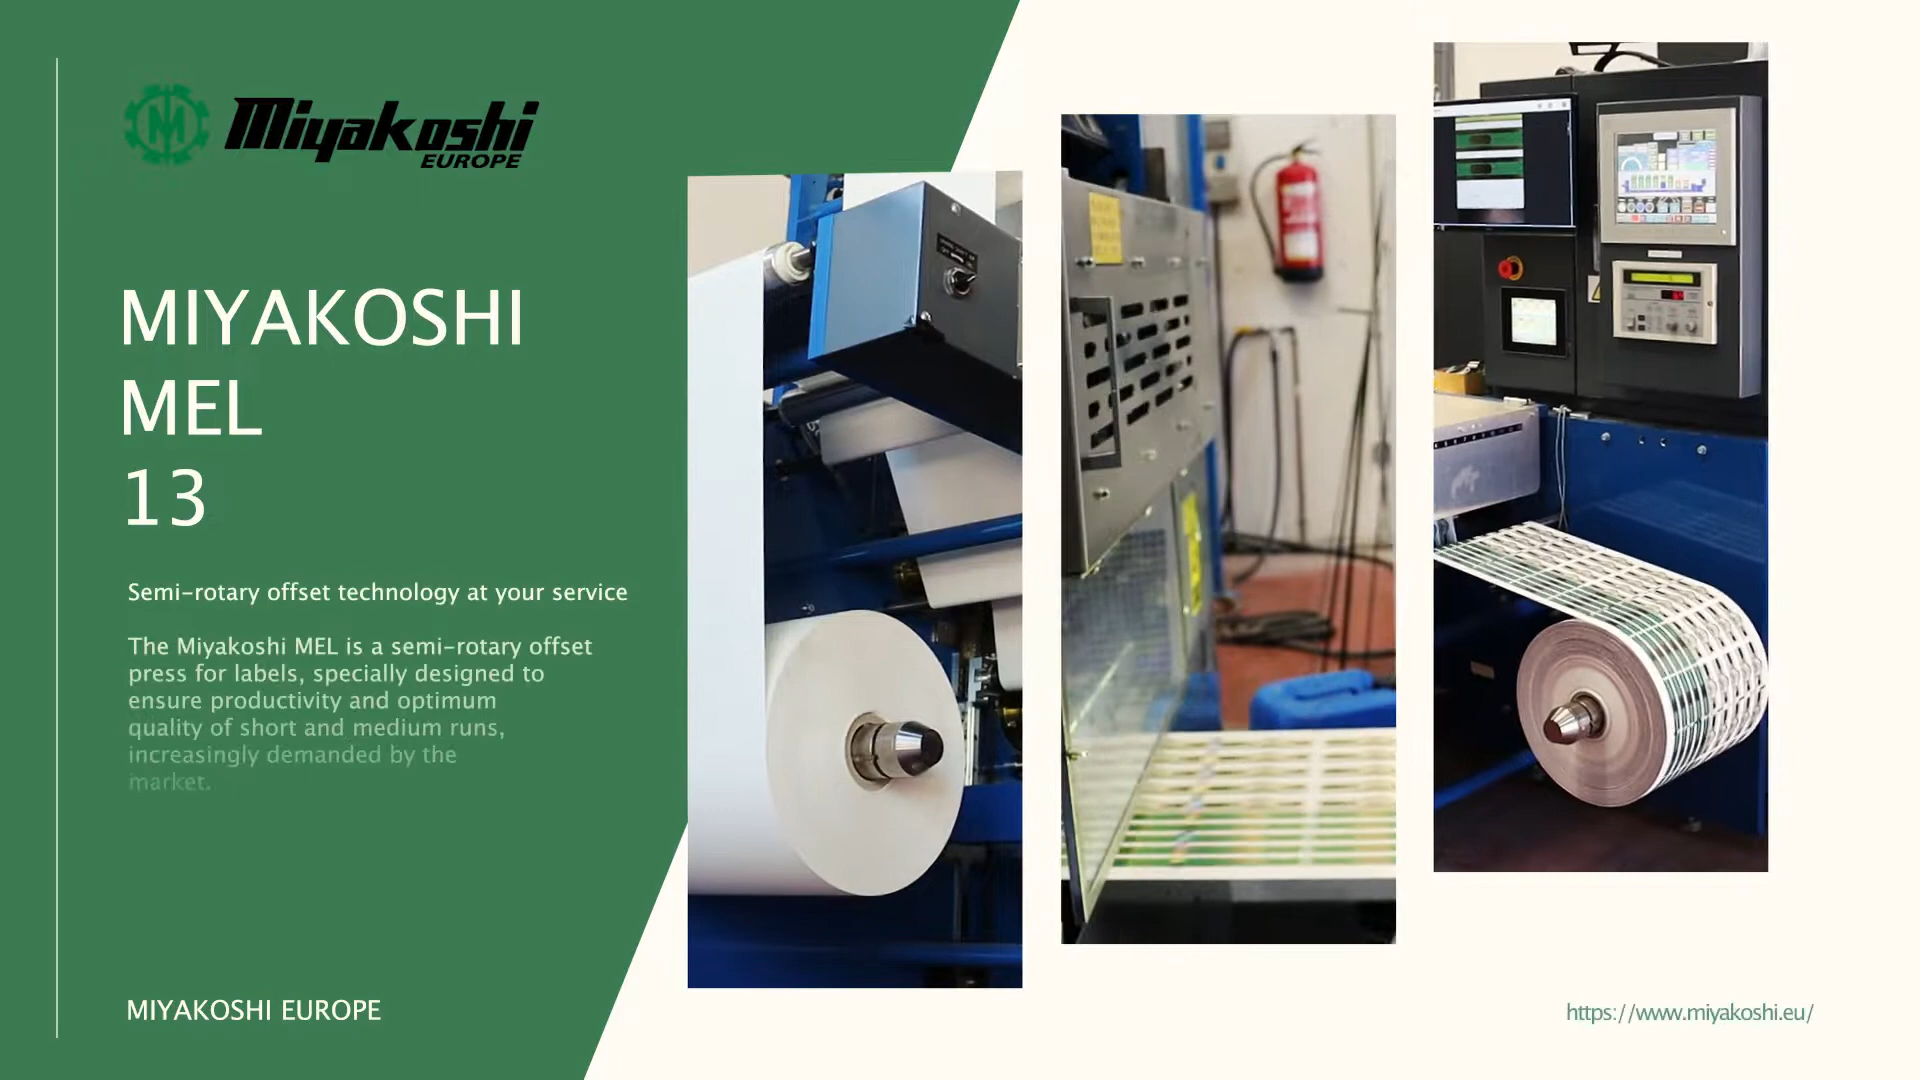 Miyakoshi
EUROPE
MIYAKOSHI
MEL
13
Semi-rotary offset technology at your service
The Miyakoshi MEL is a semi-rotary offset
press for labels, specially designed to
ensure productivity and optimum
quality of short and medium runs,
increasingly demanded by the
market.
MIYAKOSHI EUROPE
https://www.miyakoshi.eu/